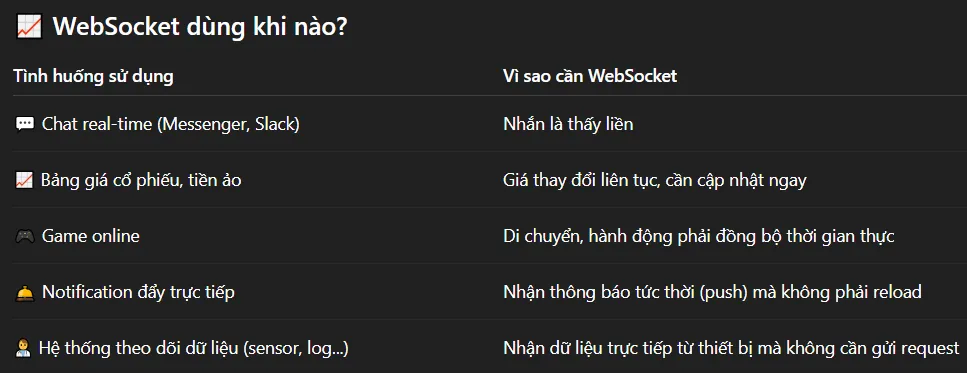 📈 WebSocket dùng khi nào?
Tình huống sử dụng Vì sao cần WebSocket
💬 Chat real-time (Messenger, Slack) Nhắn là thấy liền
📈 Bảng giá cổ phiếu, tiền ảo Giá thay đổi liên tục, cần cập nhật ngay
🎮 Game online Di chuyển, hành động phải đồng bộ thời gian thực
🛎️ Notification đẩy trực tiếp Nhận thông báo tức thời (push) mà không phải reload
👨‍⚕️ Hệ thống theo dõi dữ liệu (sensor, log...) Nhận dữ liệu trực tiếp từ thiết bị mà không cần gửi request